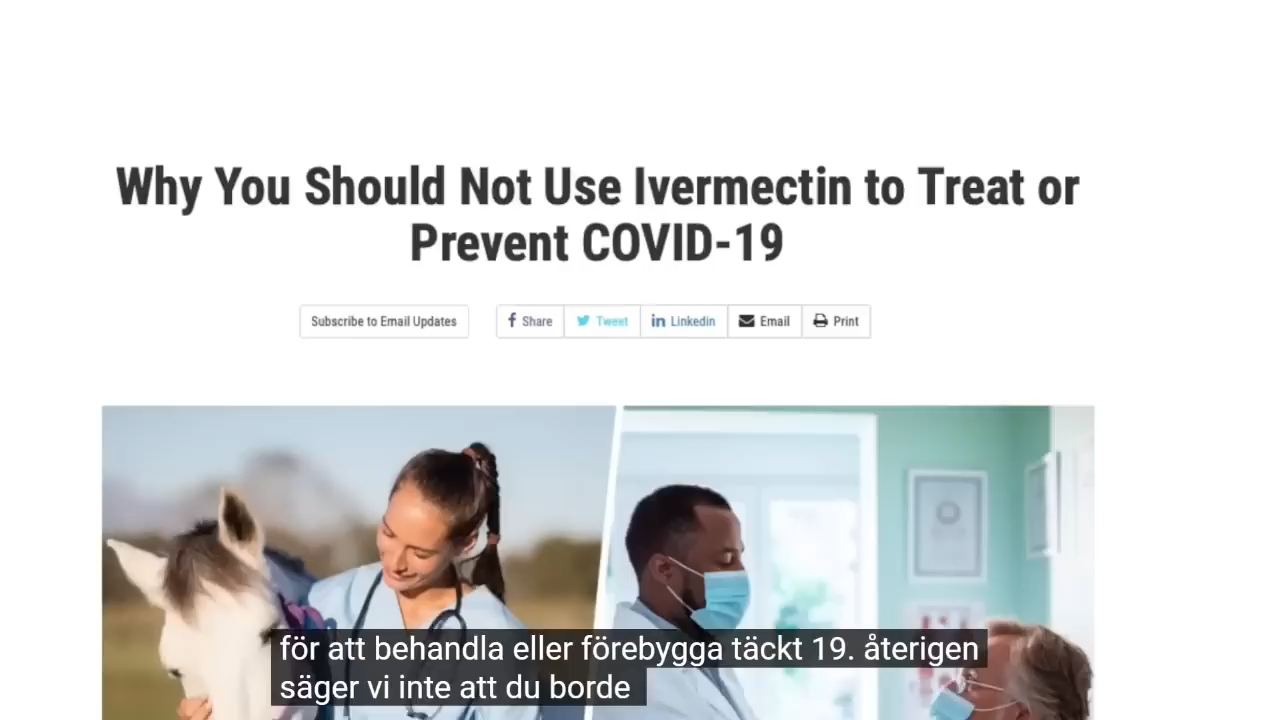 Why You Should Not Use Ivermectin to Treat or
Prevent COVID-19
Subscribe to Email Updates
Share
Tweet
Linkedin
Email
Print
för att behandla eller förebygga täckt 19. återigen
säger vi inte att du borde